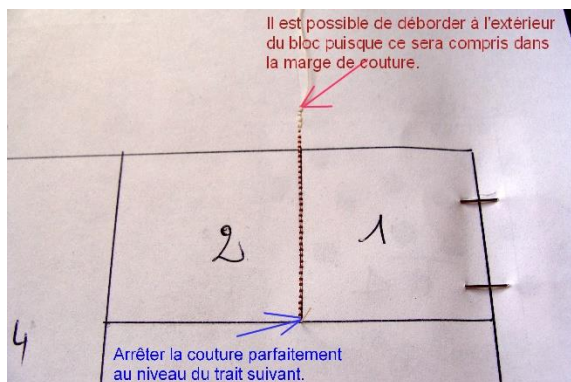 Il est possible de déborder à l'extérieur
du bloc puisque ce sera compris dans
la marge de couture.
2
1
4
Arrêter la couture parfaitement
au niveau du trait suivant.